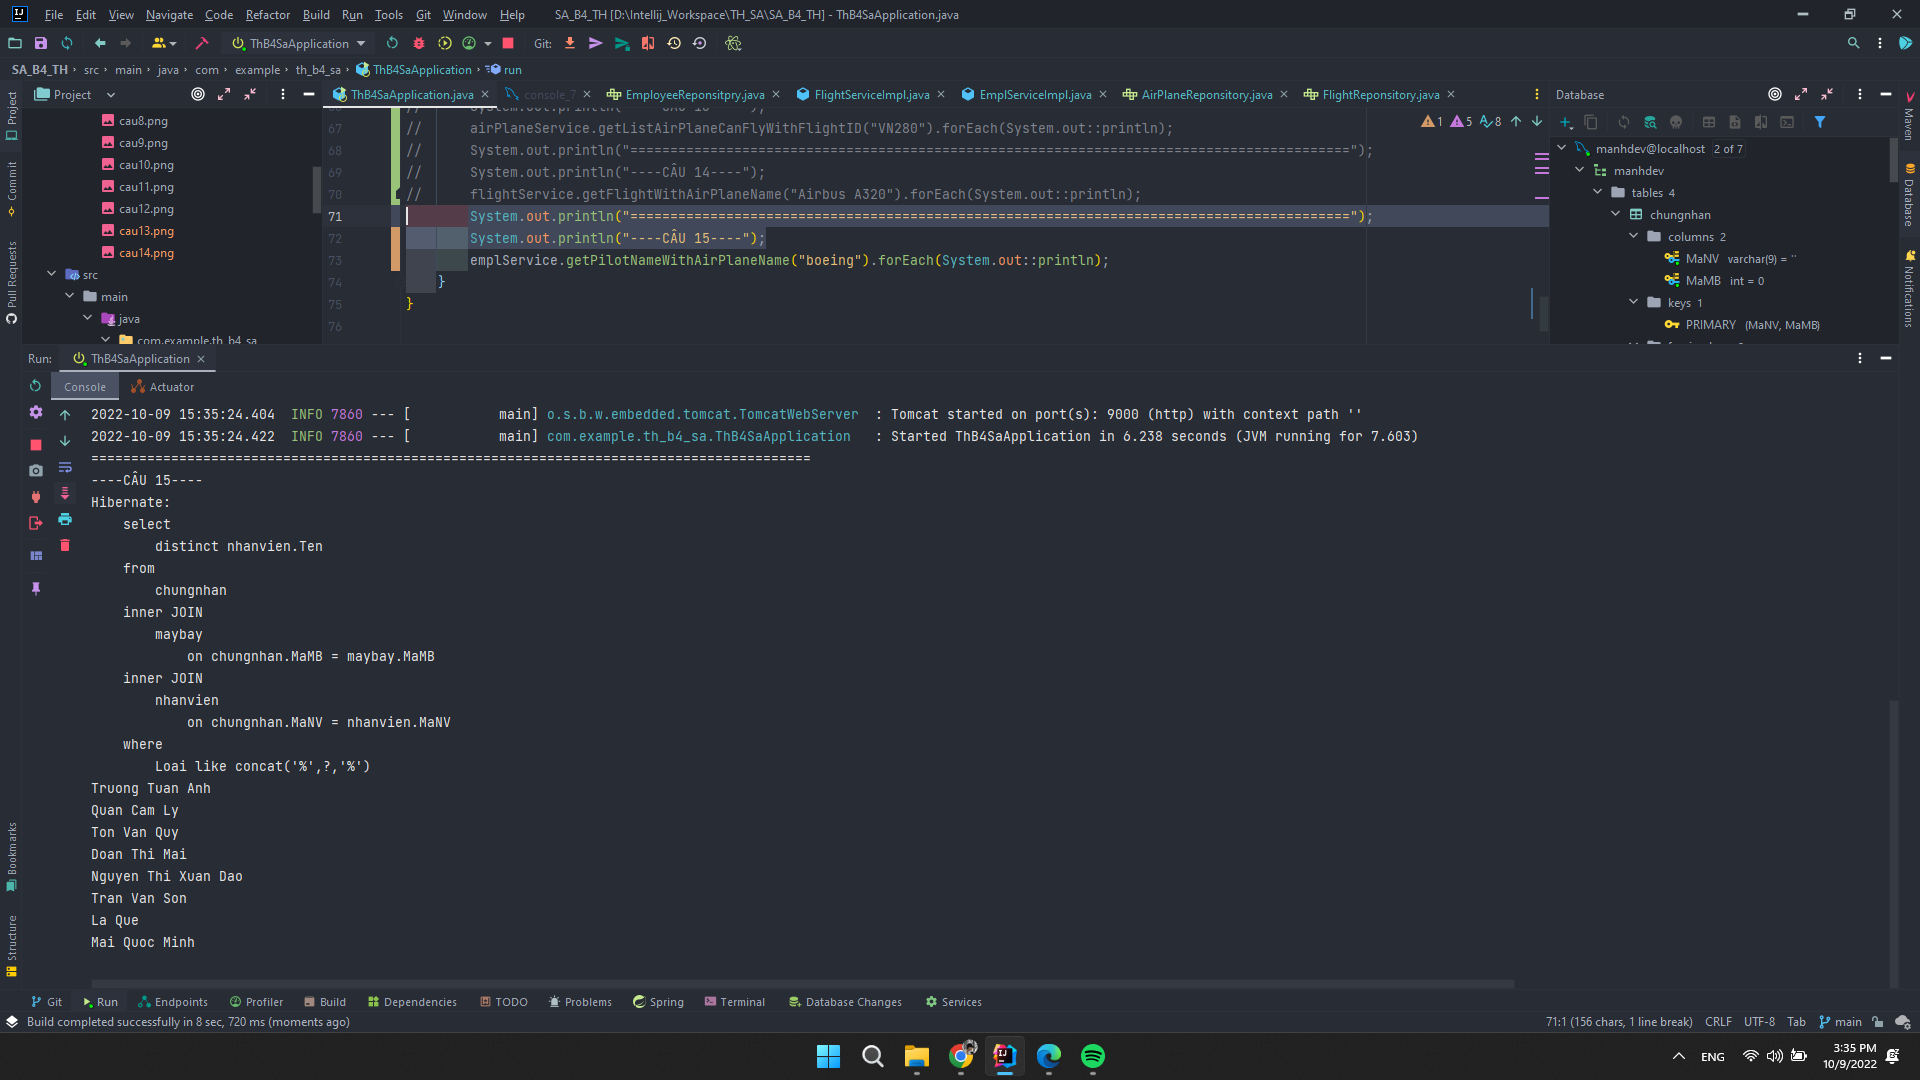 File Edit View Navigate Code Refactor Build Run Tools Git Window Help SA_B4_TH [D:\Intellij_Workspace\TH_SA\SA_B4_TH] - ThB4SaApplication.java
ThB4SaApplication Git:
SA_B4_TH src main java com example th_b4_sa ThB4SaApplication run
Project
ThB4SaApplication.java console_7 EmployeeReponsitpry.java FlightServiceImpl.java EmplServiceImpl.java AirPlaneReponsitory.java FlightReponsitory.java
Database
Project
Commit
Pull Requests
cau8.png
cau9.png
cau10.png
cau11.png
cau12.png
cau13.png
cau14.png
src
main
java
com.example.th_b4_sa
67 // airPlaneService.getListAirPlaneCanFlyWithFlightID("VN280").forEach(System.out::println);
68 // System.out.println("==========================================================================================");
69 // System.out.println("----CÂU 14----");
70 // flightService.getFlightWithAirPlaneName("Airbus A320").forEach(System.out::println);
71 System.out.println("==========================================================================================");
72 System.out.println("----CÂU 15----");
73 emplService.getPilotNameWithAirPlaneName("boeing").forEach(System.out::println);
74 }
75 }
76
1 5 8
manhdev@localhost 2 of 7
manhdev
tables 4
chungnhan
columns 2
MaNV varchar(9) = ''
MaMB int = 0
keys 1
PRIMARY (MaNV, MaMB)
Maven
Database
Notifications
Run: ThB4SaApplication
Console Actuator
2022-10-09 15:35:24.404 INFO 7860 --- [ main] o.s.b.w.embedded.tomcat.TomcatWebServer : Tomcat started on port(s): 9000 (http) with context path ''
2022-10-09 15:35:24.422 INFO 7860 --- [ main] com.example.th_b4_sa.ThB4SaApplication : Started ThB4SaApplication in 6.238 seconds (JVM running for 7.603)
==========================================================================================
----CÂU 15----
Hibernate:
select
distinct nhanvien.Ten
from
chungnhan
inner JOIN
maybay
on chungnhan.MaMB = maybay.MaMB
inner JOIN
nhanvien
on chungnhan.MaNV = nhanvien.MaNV
where
Loai like concat('%',?,'%')
Truong Tuan Anh
Quan Cam Ly
Ton Van Quy
Doan Thi Mai
Nguyen Thi Xuan Dao
Tran Van Son
La Que
Mai Quoc Minh
Bookmarks
Structure
Git Run Endpoints Profiler Build Dependencies TODO Problems Spring Terminal Database Changes Services
Build completed successfully in 8 sec, 720 ms (moments ago)
71:1 (156 chars, 1 line break) CRLF UTF-8 Tab main
ENG
3:35 PM
10/9/2022